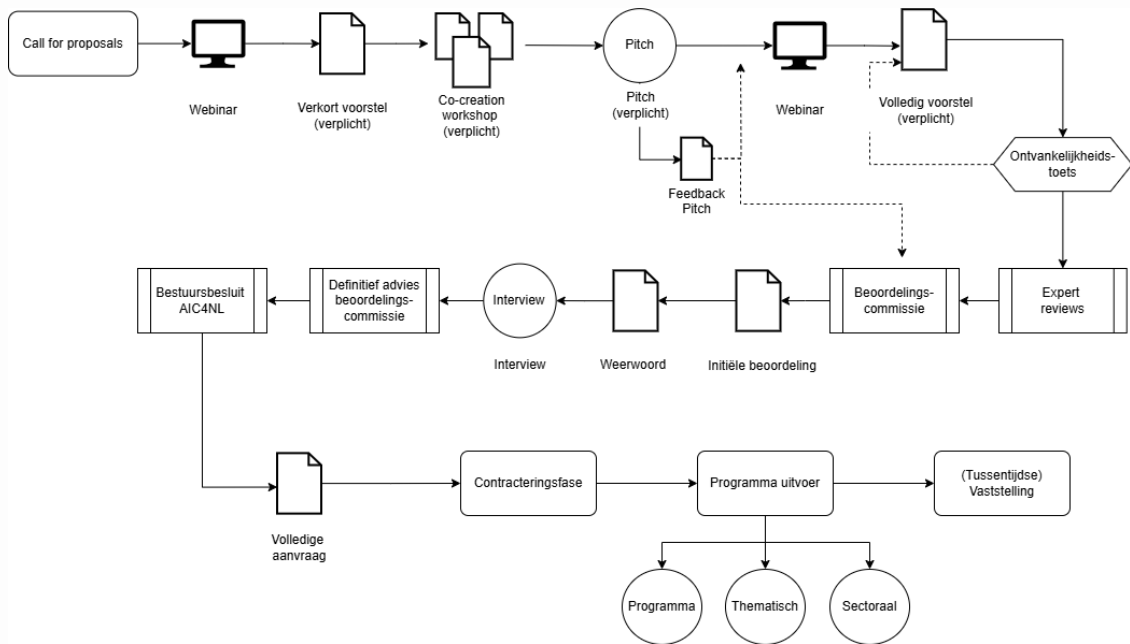 Call for proposals
Webinar
Verkort voorstel
(verplicht)
Co-creation
workshop
(verplicht)
Pitch
Pitch
(verplicht)
Feedback
Pitch
Webinar
Volledig voorstel
(verplicht)
Ontvankelijkheids-
toets
Bestuursbesluit
AIC4NL
Definitief advies
beoordelings-
commissie
Interview
Interview
Weerwoord
Initiële beoordeling
Beoordelings-
commissie
Expert
reviews
Volledige
aanvraag
Contracteringsfase
Programma uitvoer
(Tussentijdse)
Vaststelling
Programma
Thematisch
Sectoraal